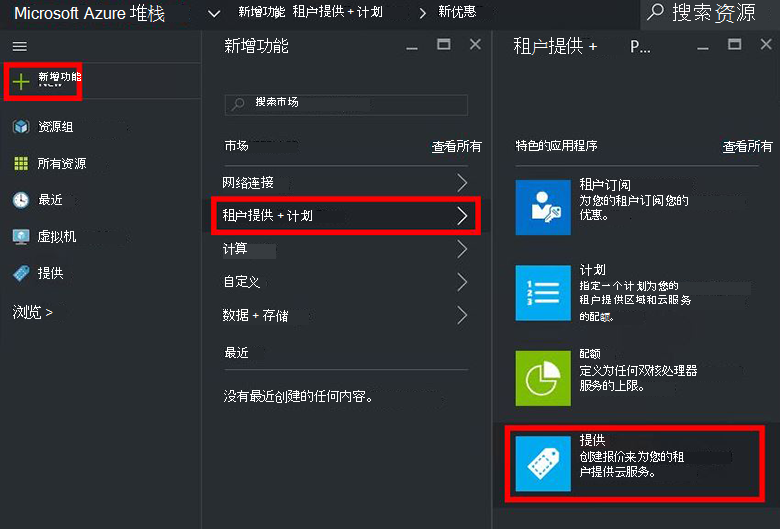 Microsoft Azure 堆栈
新增功能 租户提供 + 计划 > 新优惠
搜索资源
新增功能
资源组
所有资源
最近
虚拟机
提供
浏览 >
新增功能
搜索市场
市场
查看所有
网络连接
租户提供 + 计划
计算
自定义
数据 + 存储
最近
没有最近创建的任何内容。
租户提供 + P...
特色的应用程序
查看所有
租户订阅
为您的租户订阅您的
优惠。
计划
指定一个计划为您的
租户提供区域和云服务
的配额。
配额
定义为任何双核处理器
服务的上限。
提供
创建报价来为您的租
户提供云服务。